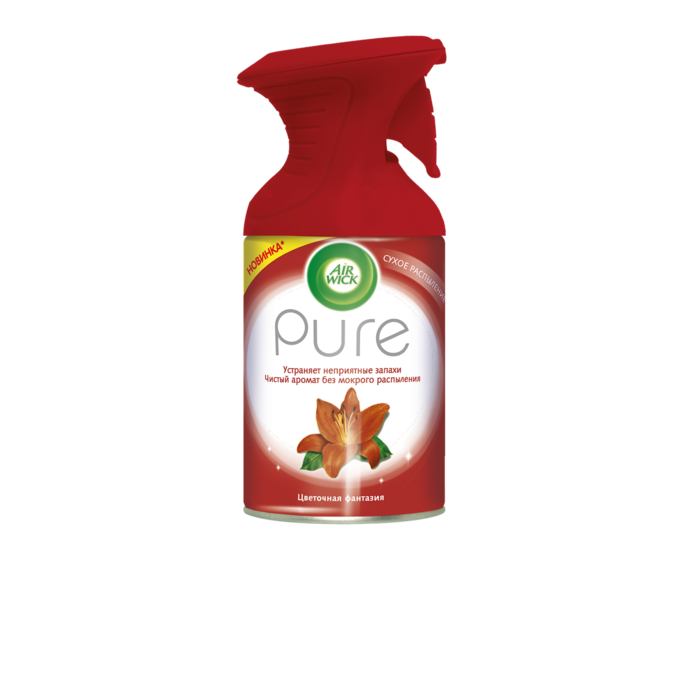 НОВИНКА*
СУХОЕ РАСПЫЛЕНИЕ
AIR
WICK
Pure
Устраняет неприятные запахи
Чистый аромат без мокрого распыления
Цветочная фантазия